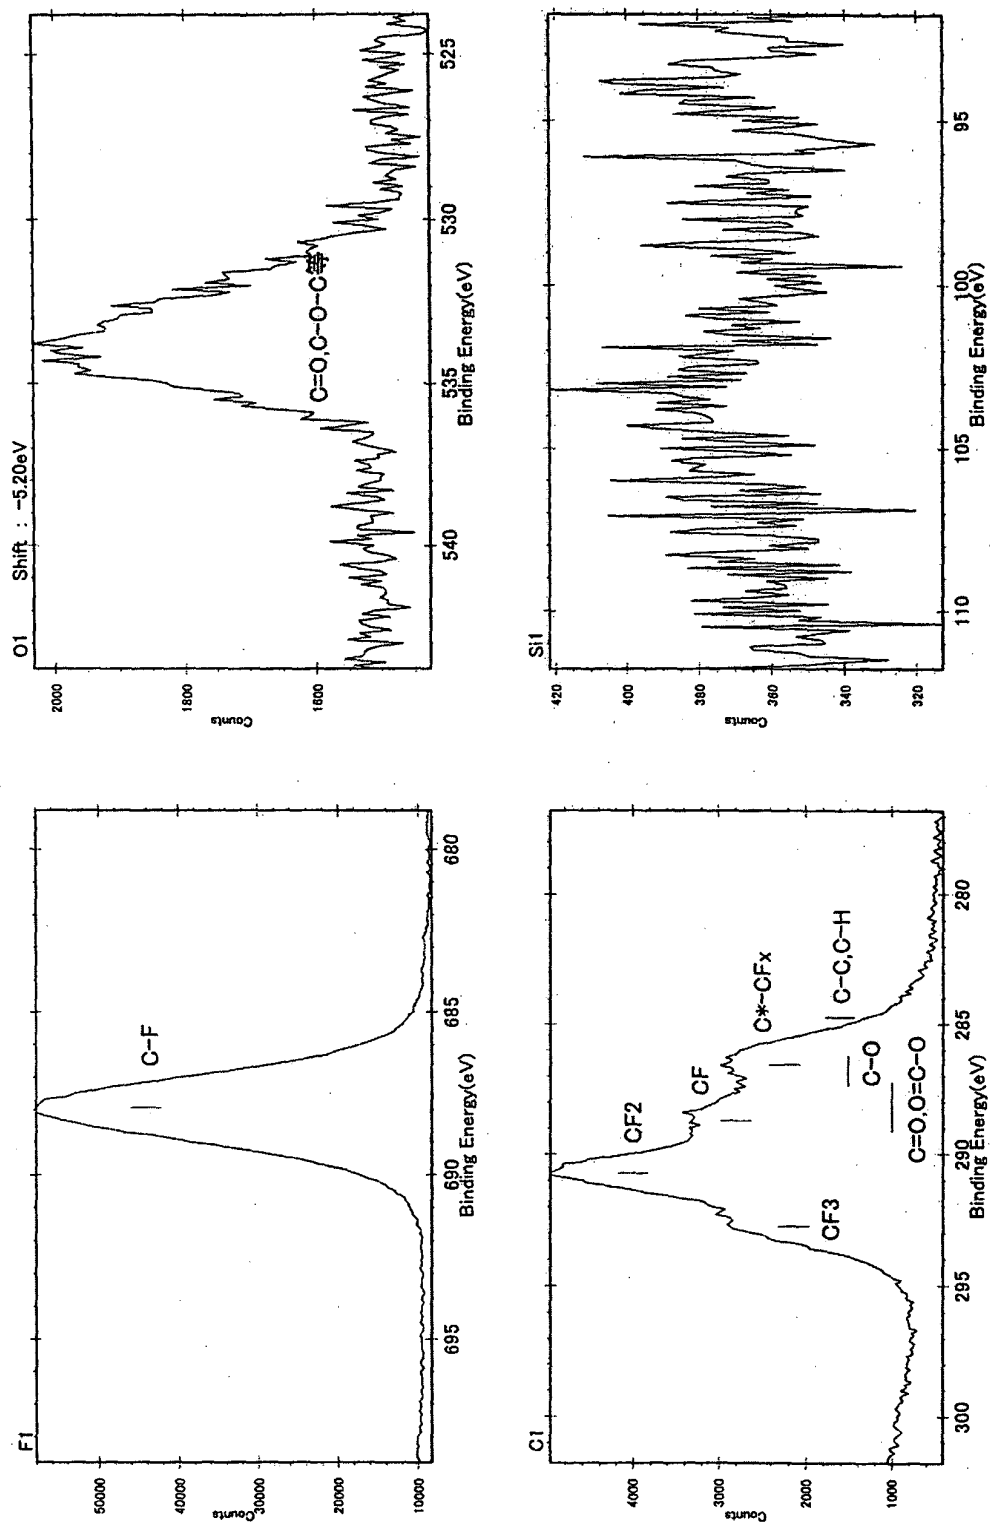 F1
50000
40000
30000
20000
10000
Counts
C-F
695
690
685
680
Binding Energy(eV)
O1 Shift : -5.20eV
2000
1800
1600
Counts
C=O,C-O-C等
540
535
530
525
Binding Energy(eV)
C1
4000
3000
2000
1000
Counts
CF3
CF2
CF
C*-CFx
C-C,C-H
C-O
C=O,O=C-O
300
295
290
285
280
Binding Energy(eV)
Si1
420
400
380
360
340
320
Counts
110
105
100
95
Binding Energy(eV)